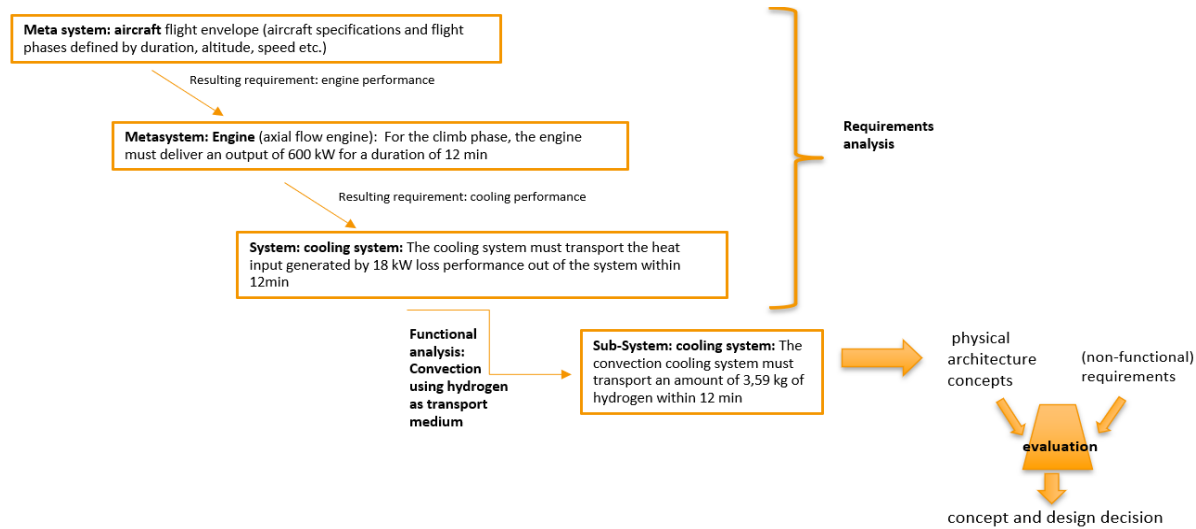 Meta system: aircraft flight envelope (aircraft specifications and flight
phases defined by duration, altitude, speed etc.)
Resulting requirement: engine performance
Metasystem: Engine (axial flow engine):  For the climb phase, the engine
must deliver an output of 600 kW for a duration of 12 min
Requirements
analysis
Resulting requirement: cooling performance
System: cooling system: The cooling system must transport the heat
input generated by 18 kW loss performance out of the system within
12min
Functional
analysis:
Convection
using hydrogen
as transport
medium
Sub-System: cooling system: The
convection cooling system must
transport an amount of 3,59 kg of
hydrogen within 12 min
physical
architecture
concepts
(non-functional)
requirements
evaluation
concept and design decision